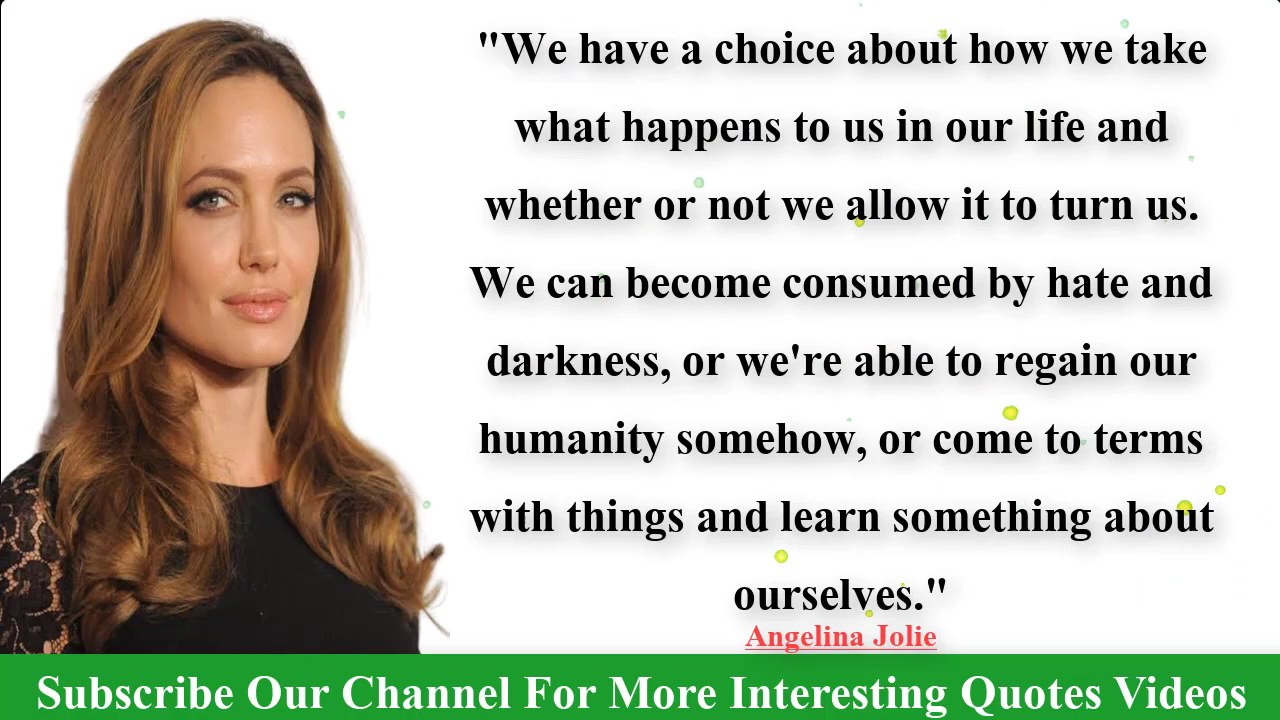 "We have a choice about how we take
what happens to us in our life and
whether or not we allow it to turn us.
We can become consumed by hate and
darkness, or we're able to regain our
humanity somehow, or come to terms
with things and learn something about
ourselves."
Angelina Jolie
Subscribe Our Channel For More Interesting Quotes Videos